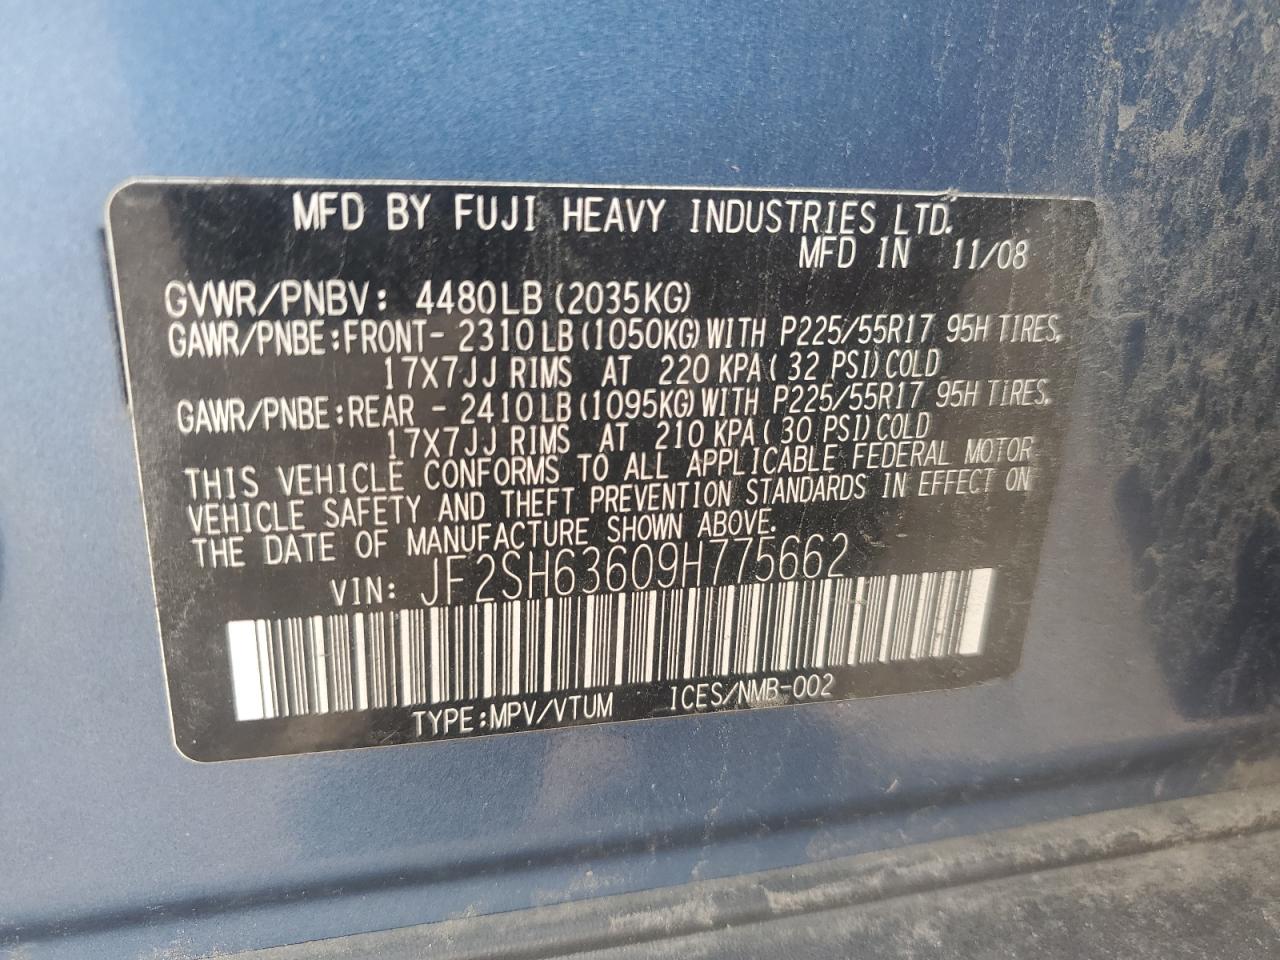 MFD BY FUJI HEAVY INDUSTRIES LTD.
MFD IN 11/08
GVWR/PNBV: 4480LB(2035KG)
GAWR/PNBE:FRONT- 2310LB(1050KG)WITH P225/55R17 95H TIRES,
17X7JJ RIMS AT 220 KPA(32 PSI)COLD
GAWR/PNBE:REAR - 2410LB(1095KG)WITH P225/55R17 95H TIRES,
17X7JJ RIMS AT 210 KPA(30 PSI)COLD
THIS VEHICLE CONFORMS TO ALL APPLICABLE FEDERAL MOTOR
VEHICLE SAFETY AND THEFT PREVENTION STANDARDS IN EFFECT ON
THE DATE OF MANUFACTURE SHOWN ABOVE.
VIN: JF2SH63609H775662
TYPE:MPV/VTUM ICES/NMB-002